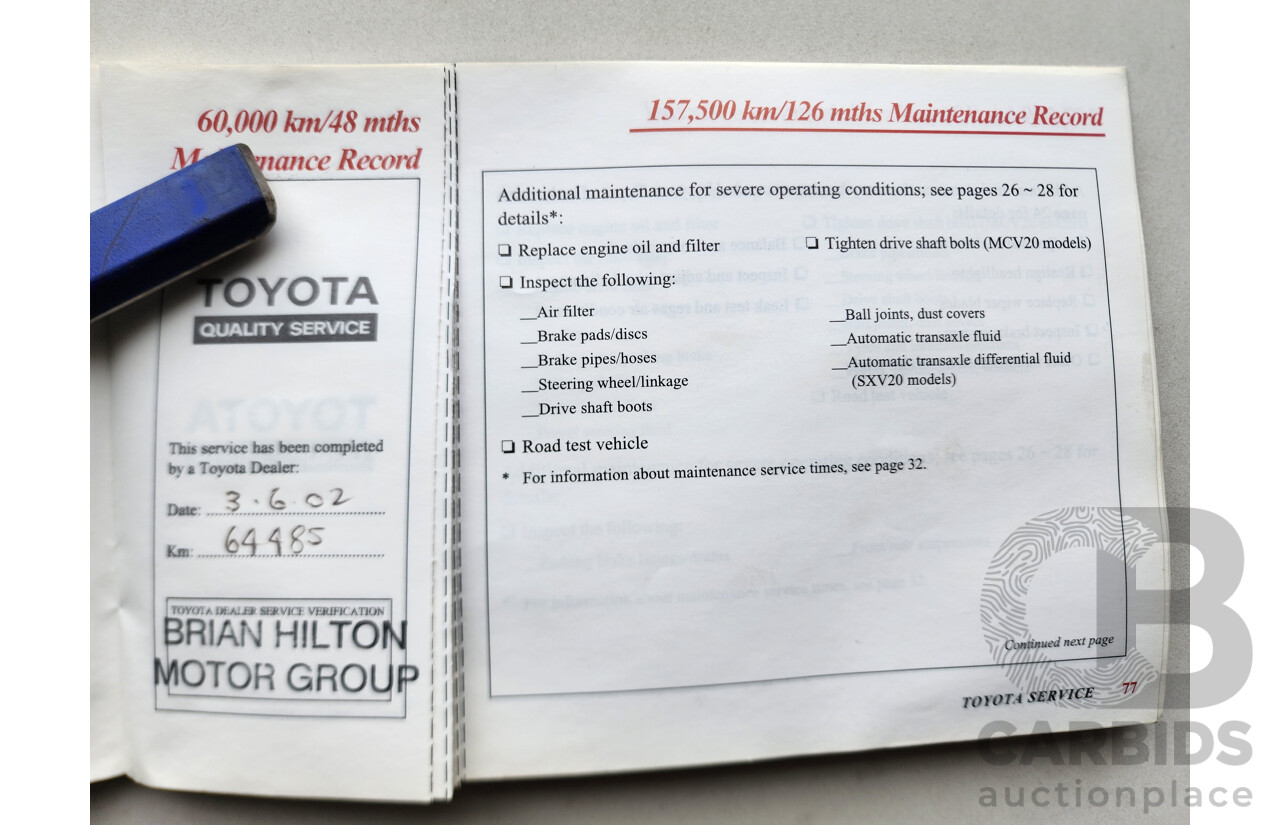 60,000 km/48 mths
Maintenance Record
TOYOTA
QUALITY SERVICE
This service has been completed
by a Toyota Dealer:
Date: 3.6.02
Km: 64485
TOYOTA DEALER SERVICE VERIFICATION
BRIAN HILTON
MOTOR GROUP
157,500 km/126 mths Maintenance Record
Additional maintenance for severe operating conditions; see pages 26 ~ 28 for
details*:
❏ Replace engine oil and filter
❏ Inspect the following:
__Air filter
__Brake pads/discs
__Brake pipes/hoses
__Steering wheel/linkage
__Drive shaft boots
❏ Tighten drive shaft bolts (MCV20 models)
__Ball joints, dust covers
__Automatic transaxle fluid
__Automatic transaxle differential fluid
(SXV20 models)
❏ Road test vehicle
* For information about maintenance service times, see page 32.
Continued next page
TOYOTA SERVICE 77
CB
CARBIDS
auctionplace